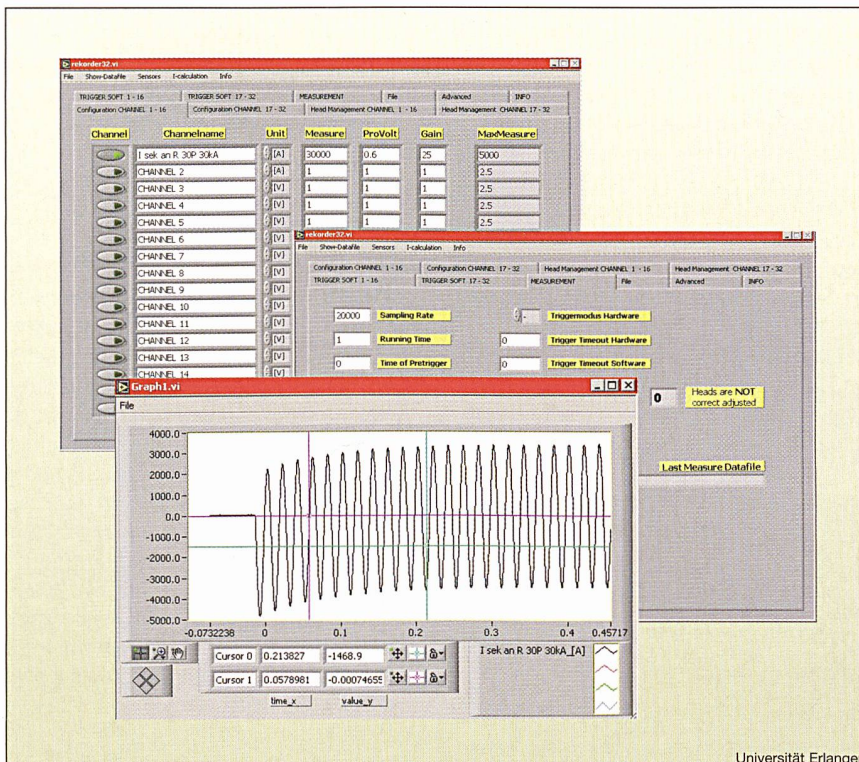 rekorder32.vi
File Show-Datafile Sensors I-calculation Info
TRIGGER SOFT 1 - 16 TRIGGER SOFT 17 - 32 MEASUREMENT File Advanced INFO
Configuration CHANNEL 1 - 16 Configuration CHANNEL 17 - 32 Head Management CHANNEL 1 - 16 Head Management CHANNEL 17 - 32
Channel Channelname Unit Measure ProVolt Gain MaxMeasure
I sek an R 30P 30kA [A] 30000 0.6 25 5000
CHANNEL 2 [A] 1 1 1 2.5
CHANNEL 3 [V] 1 1 1 2.5
CHANNEL 4 [V] 1 1 1 2.5
CHANNEL 5 [V] 1 1 1 2.5
CHANNEL 6 [V]
CHANNEL 7 [V]
CHANNEL 8 [V]
CHANNEL 9 [V]
CHANNEL 10 [V]
CHANNEL 11 [V]
CHANNEL 12 [V]
CHANNEL 13 [V]
CHANNEL 14 [V]
rekorder32.vi
File Show-Datafile Sensors I-calculation Info
Configuration CHANNEL 1 - 16 Configuration CHANNEL 17 - 32 Head Management CHANNEL 1 - 16 Head Management CHANNEL 17 - 32
TRIGGER SOFT 1 - 16 TRIGGER SOFT 17 - 32 MEASUREMENT File Advanced INFO
20000 Sampling Rate - Triggermodus Hardware
1 Running Time 0 Trigger Timeout Hardware
0 Time of Pretrigger 0 Trigger Timeout Software
0 Heads are NOT
correct adjusted
Last Measure Datafile
Graph1.vi
File
4000.0
3000.0
2000.0
1000.0
0.0
-1000.0
-2000.0
-3000.0
-4000.0
-5000.0
-0.0732238 0 0.1 0.2 0.3 0.4 0.45717
Cursor 0 0.213827 -1468.9
Cursor 1 0.0578981 -0.00074655
time_x value_y
I sek an R 30P 30kA_[A]
Universität Erlange